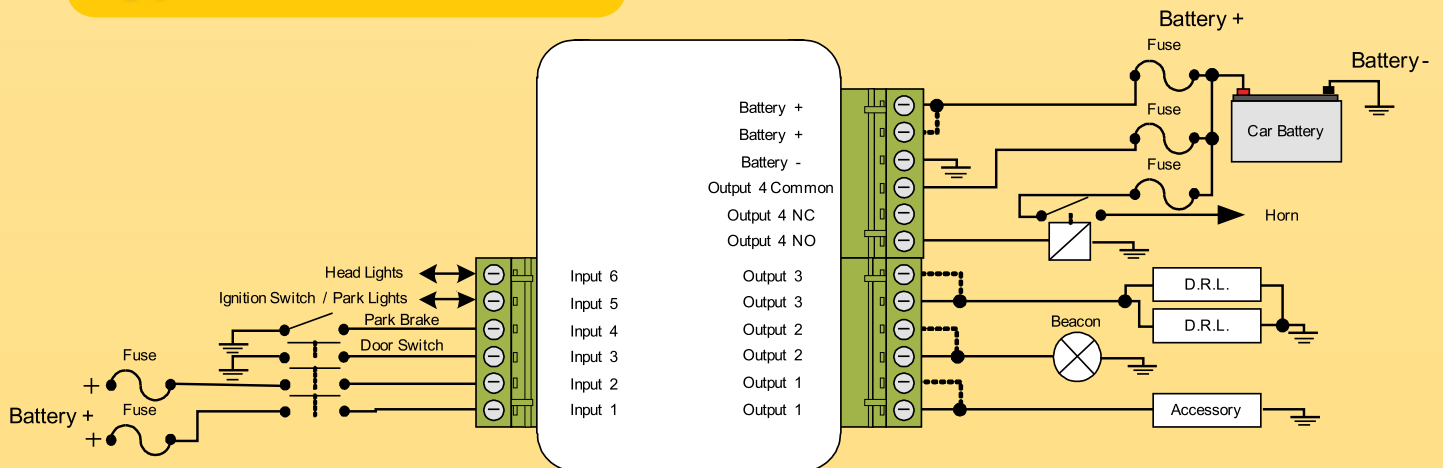 Battery +
Fuse
Battery -
Fuse
Car Battery
Fuse
Horn
Battery +
Battery +
Battery -
Output 4 Common
Output 4 NC
Output 4 NO
Head Lights
Ignition Switch / Park Lights
Park Brake
Door Switch
Fuse
+
Battery +
Fuse
+
Input 6
Input 5
Input 4
Input 3
Input 2
Input 1
Output 3
Output 3
Output 2
Output 2
Output 1
Output 1
D.R.L.
D.R.L.
Beacon
Accessory